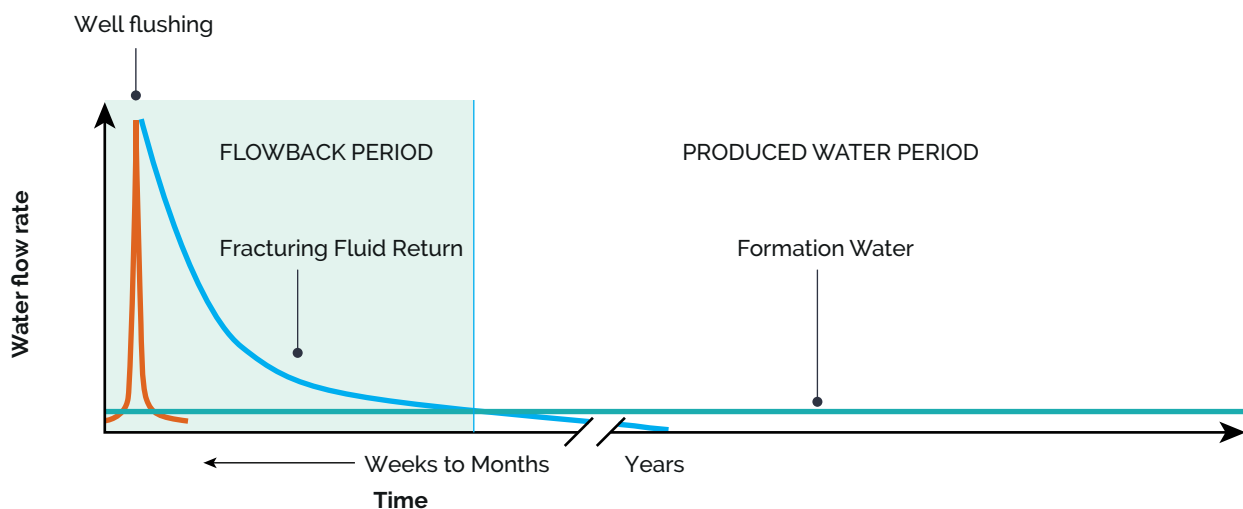 Well flushing
FLOWBACK PERIOD
PRODUCED WATER PERIOD
Water flow rate
Fracturing Fluid Return
Formation Water
Weeks to Months
Years
Time